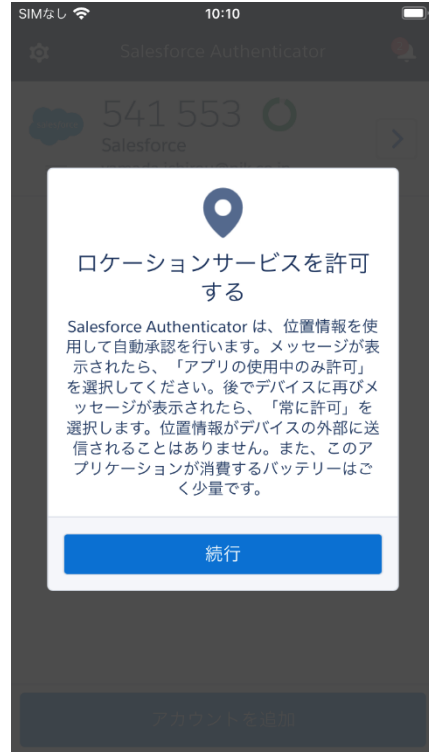 SIMなし 10:10
Salesforce Authenticator
541 553
Salesforce
ロケーションサービスを許可
する
Salesforce Authenticator は、位置情報を使
用して自動承認を行います。メッセージが表
示されたら、「アプリの使用中のみ許可」
を選択してください。後でデバイスに再びメ
ッセージが表示されたら、「常に許可」を
選択します。位置情報がデバイスの外部に送
信されることはありません。また、このア
プリケーションが消費するバッテリーはご
く少量です。
続行
アカウントを追加